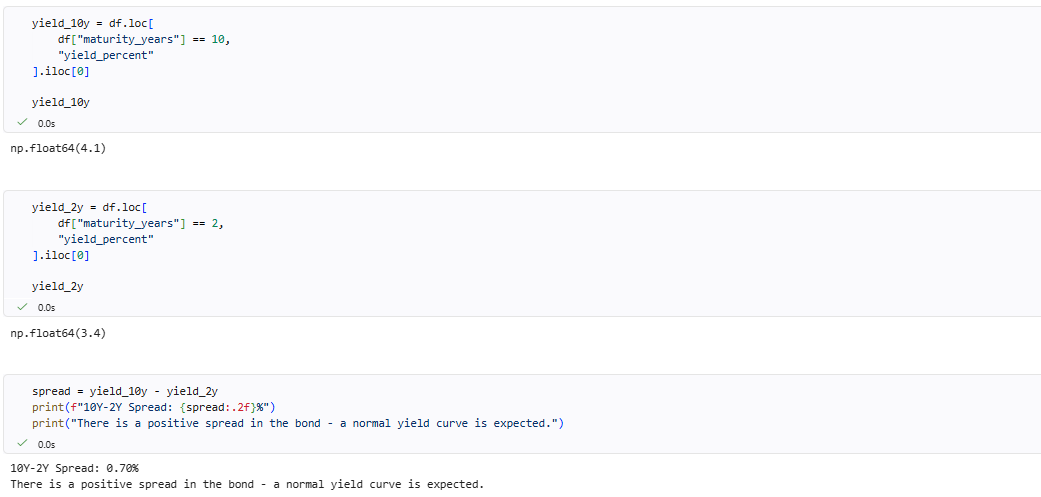 yield_10y = df.loc[
    df["maturity_years"] == 10,
    "yield_percent"
].iloc[0]
yield_10y
0.0s
np.float64(4.1)
yield_2y = df.loc[
    df["maturity_years"] == 2,
    "yield_percent"
].iloc[0]
yield_2y
0.0s
np.float64(3.4)
spread = yield_10y - yield_2y
print(f"10Y-2Y Spread: {spread:.2f}%")
print("There is a positive spread in the bond - a normal yield curve is expected.")
0.0s
10Y-2Y Spread: 0.70%
There is a positive spread in the bond - a normal yield curve is expected.